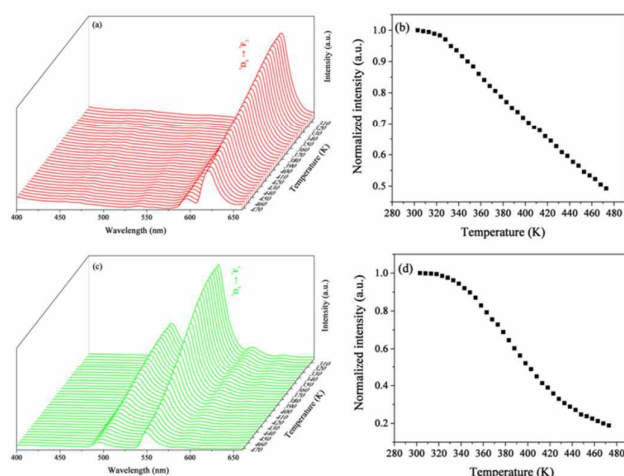 (a)
⁵D₀ → ⁷F₂
Intensity (a.u.)
Temperature (K)
400 450 500 550 600 650
Wavelength (nm)
(b)
Normalized intensity (a.u.)
1.0
0.9
0.8
0.7
0.6
0.5
280 300 320 340 360 380 400 420 440 460 480
Temperature (K)
(c)
Intensity (a.u.)
Temperature (K)
400 450 500 550 600 650
Wavelength (nm)
(d)
Normalized intensity (a.u.)
1.0
0.8
0.6
0.4
0.2
280 300 320 340 360 380 400 420 440 460 480
Temperature (K)